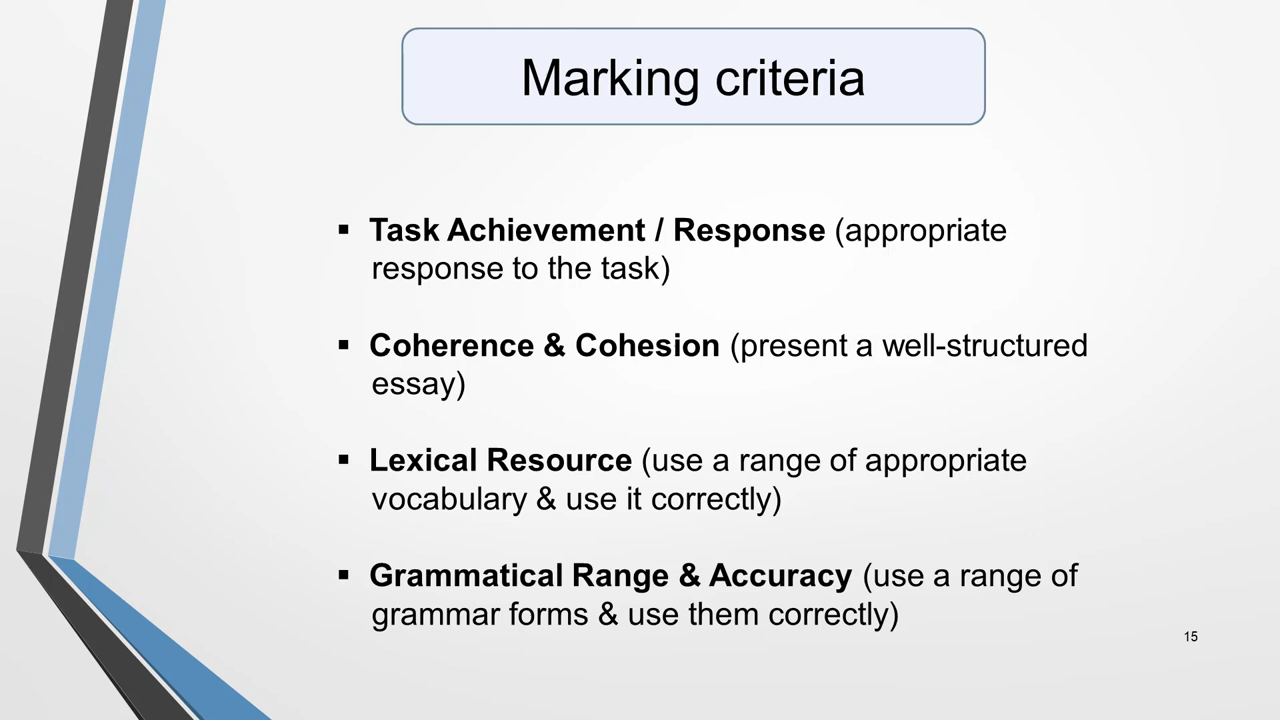 Marking criteria
▪ Task Achievement / Response (appropriate
response to the task)
▪ Coherence & Cohesion (present a well-structured
essay)
▪ Lexical Resource (use a range of appropriate
vocabulary & use it correctly)
▪ Grammatical Range & Accuracy (use a range of
grammar forms & use them correctly)
15